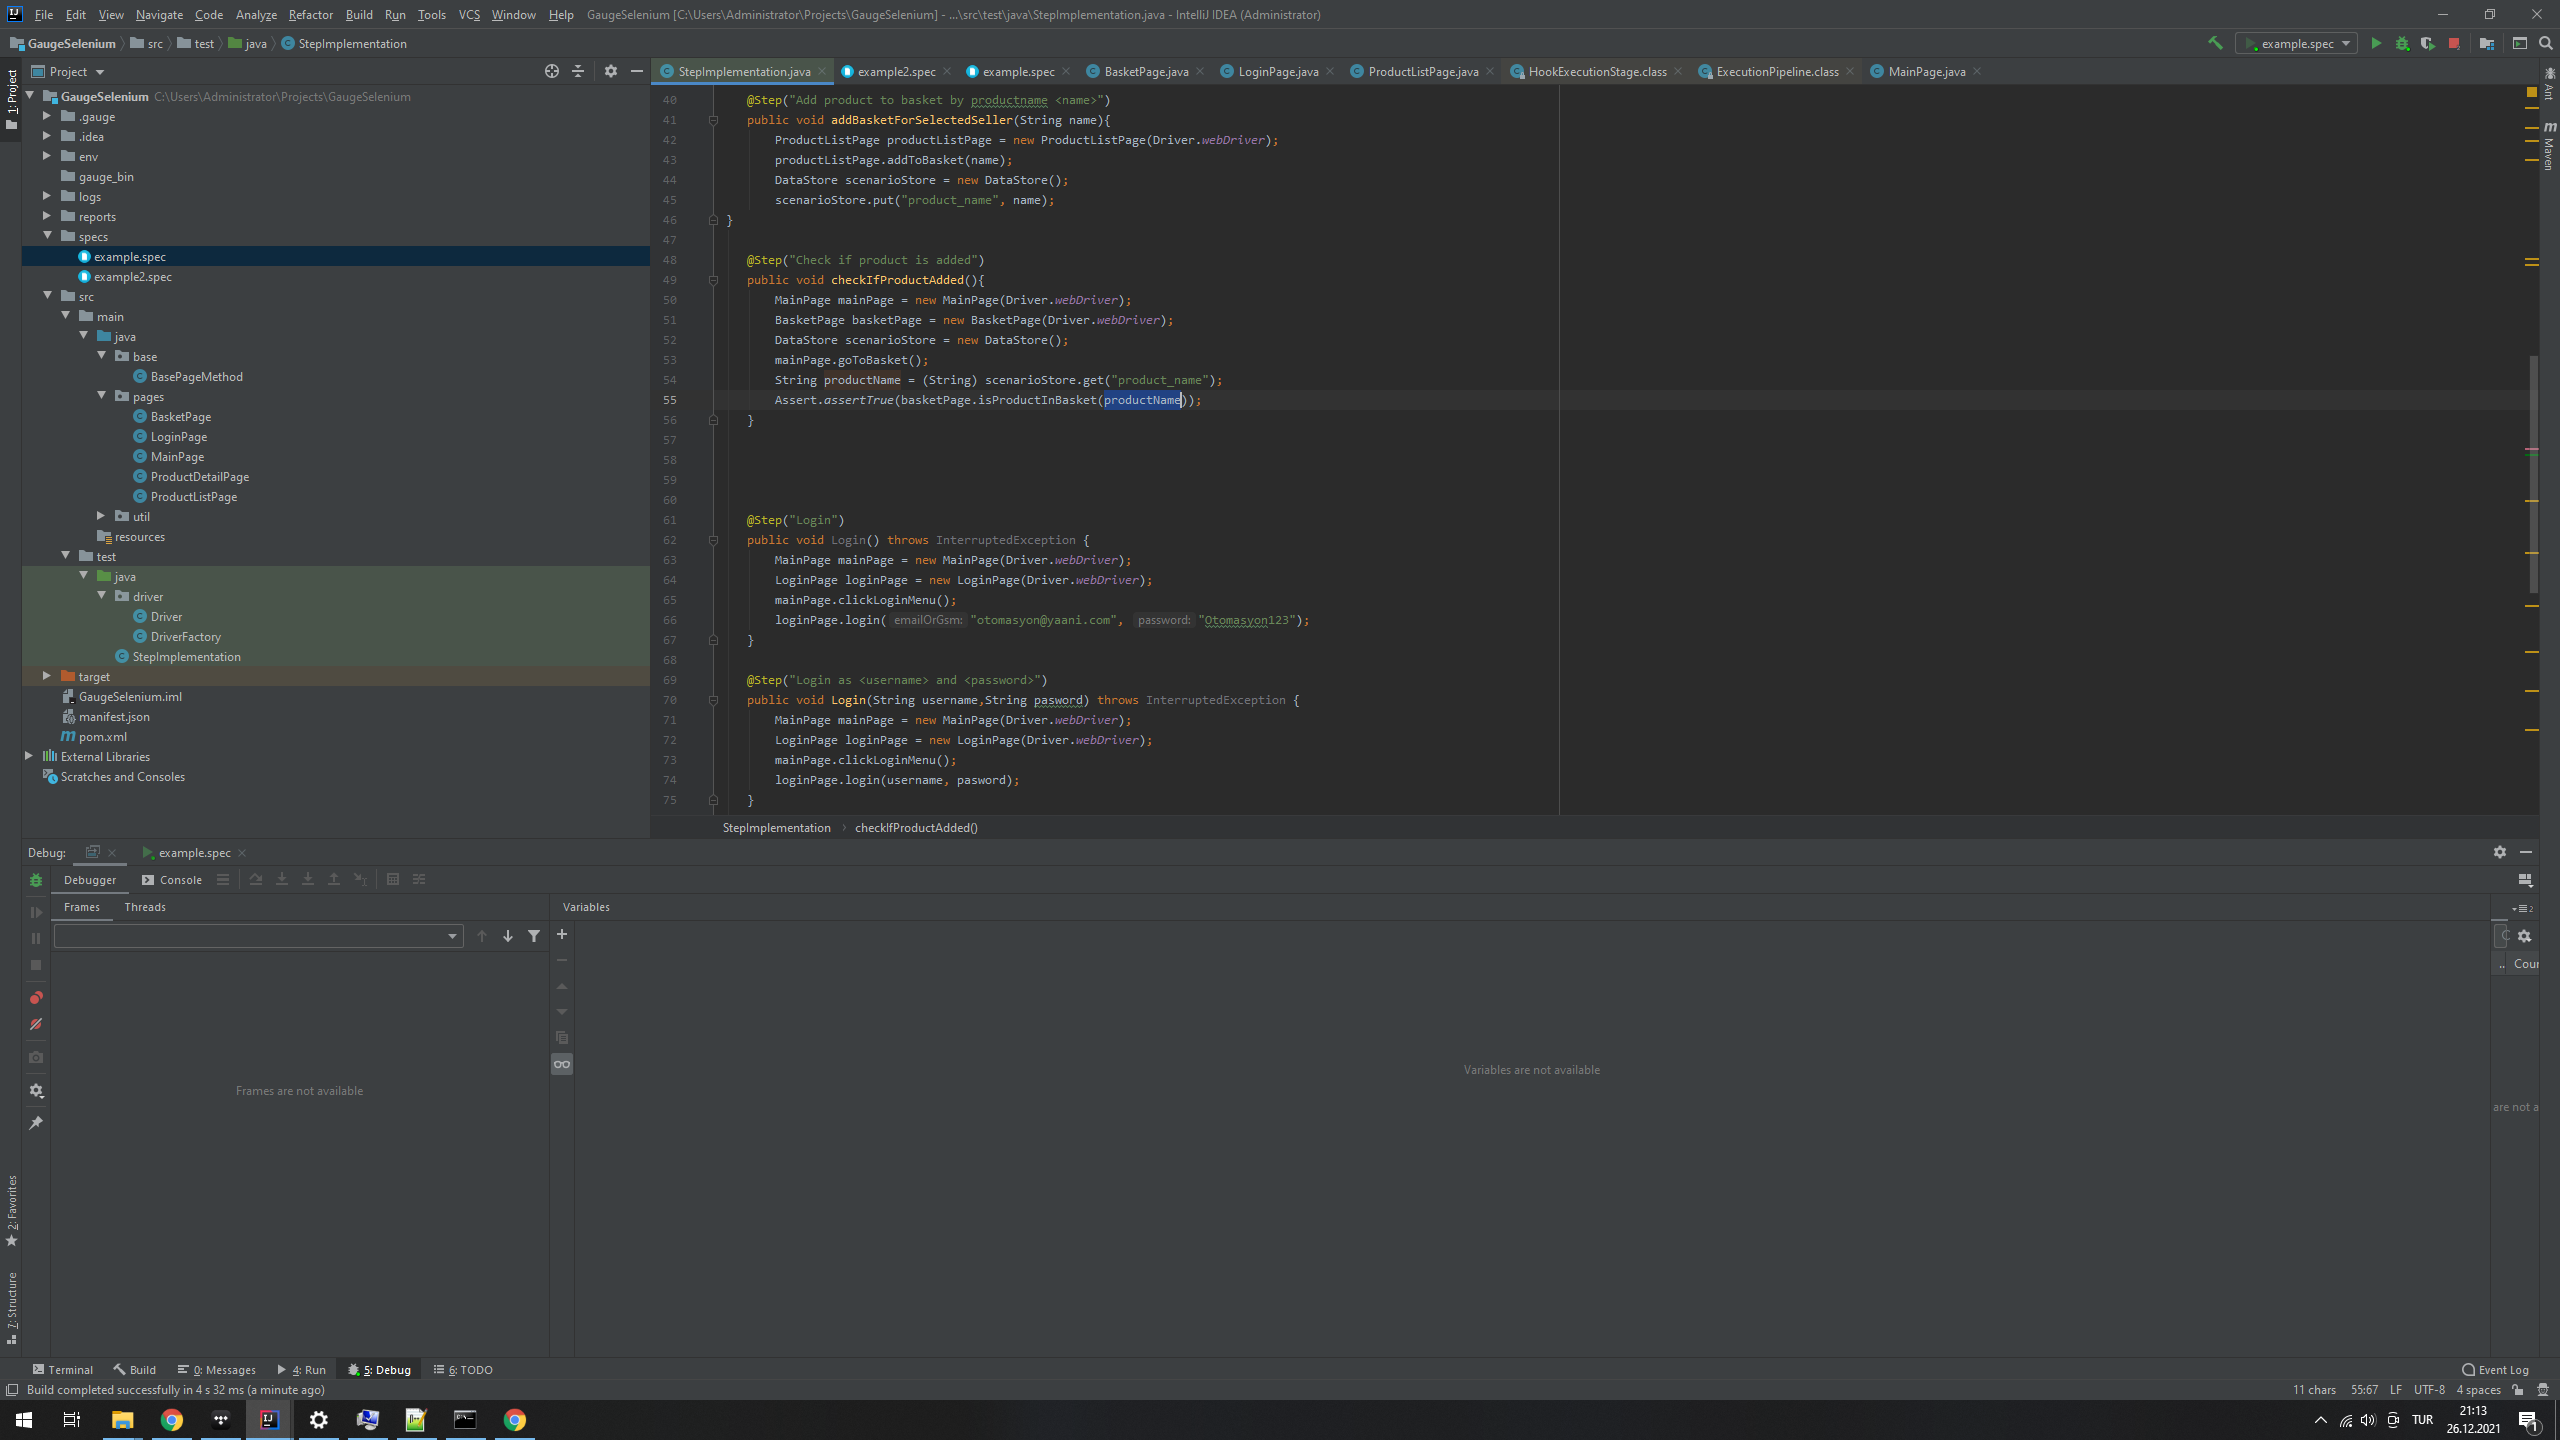 File Edit View Navigate Code Analyze Refactor Build Run Tools VCS Window Help GaugeSelenium [C:\Users\Administrator\Projects\GaugeSelenium] - ...\src\test\java\StepImplementation.java - IntelliJ IDEA (Administrator)
GaugeSelenium src test java StepImplementation example.spec
Project
StepImplementation.java example2.spec example.spec BasketPage.java LoginPage.java ProductListPage.java HookExecutionStage.class ExecutionPipeline.class MainPage.java
1: Project
GaugeSelenium C:\Users\Administrator\Projects\GaugeSelenium
.gauge
.idea
env
gauge_bin
logs
reports
specs
example.spec
example2.spec
src
main
java
base
BasePageMethod
pages
BasketPage
LoginPage
MainPage
ProductDetailPage
ProductListPage
util
resources
test
java
driver
Driver
DriverFactory
StepImplementation
target
GaugeSelenium.iml
manifest.json
pom.xml
External Libraries
Scratches and Consoles
40 @Step("Add product to basket by productname <name>")
41 public void addBasketForSelectedSeller(String name){
42 ProductListPage productListPage = new ProductListPage(Driver.webDriver);
43 productListPage.addToBasket(name);
44 DataStore scenarioStore = new DataStore();
45 scenarioStore.put("product_name", name);
46 }
47
48 @Step("Check if product is added")
49 public void checkIfProductAdded(){
50 MainPage mainPage = new MainPage(Driver.webDriver);
51 BasketPage basketPage = new BasketPage(Driver.webDriver);
52 DataStore scenarioStore = new DataStore();
53 mainPage.goToBasket();
54 String productName = (String) scenarioStore.get("product_name");
55 Assert.assertTrue(basketPage.isProductInBasket(productName));
56 }
57
58
59
60
61 @Step("Login")
62 public void Login() throws InterruptedException {
63 MainPage mainPage = new MainPage(Driver.webDriver);
64 LoginPage loginPage = new LoginPage(Driver.webDriver);
65 mainPage.clickLoginMenu();
66 loginPage.login( emailOrGsm: "otomasyon@yaani.com", password: "Otomasyon123");
67 }
68
69 @Step("Login as <username> and <password>")
70 public void Login(String username,String pasword) throws InterruptedException {
71 MainPage mainPage = new MainPage(Driver.webDriver);
72 LoginPage loginPage = new LoginPage(Driver.webDriver);
73 mainPage.clickLoginMenu();
74 loginPage.login(username, pasword);
75 }
StepImplementation checkIfProductAdded()
Ant
Maven
Debug: example.spec
Debugger Console
Frames Threads Variables
2
.. Cour
Frames are not available
Variables are not available
are not a
2: Favorites
7: Structure
Terminal Build 0: Messages 4: Run 5: Debug 6: TODO Event Log
Build completed successfully in 4 s 32 ms (a minute ago) 11 chars 55:67 LF UTF-8 4 spaces
TUR
21:13
26.12.2021
1